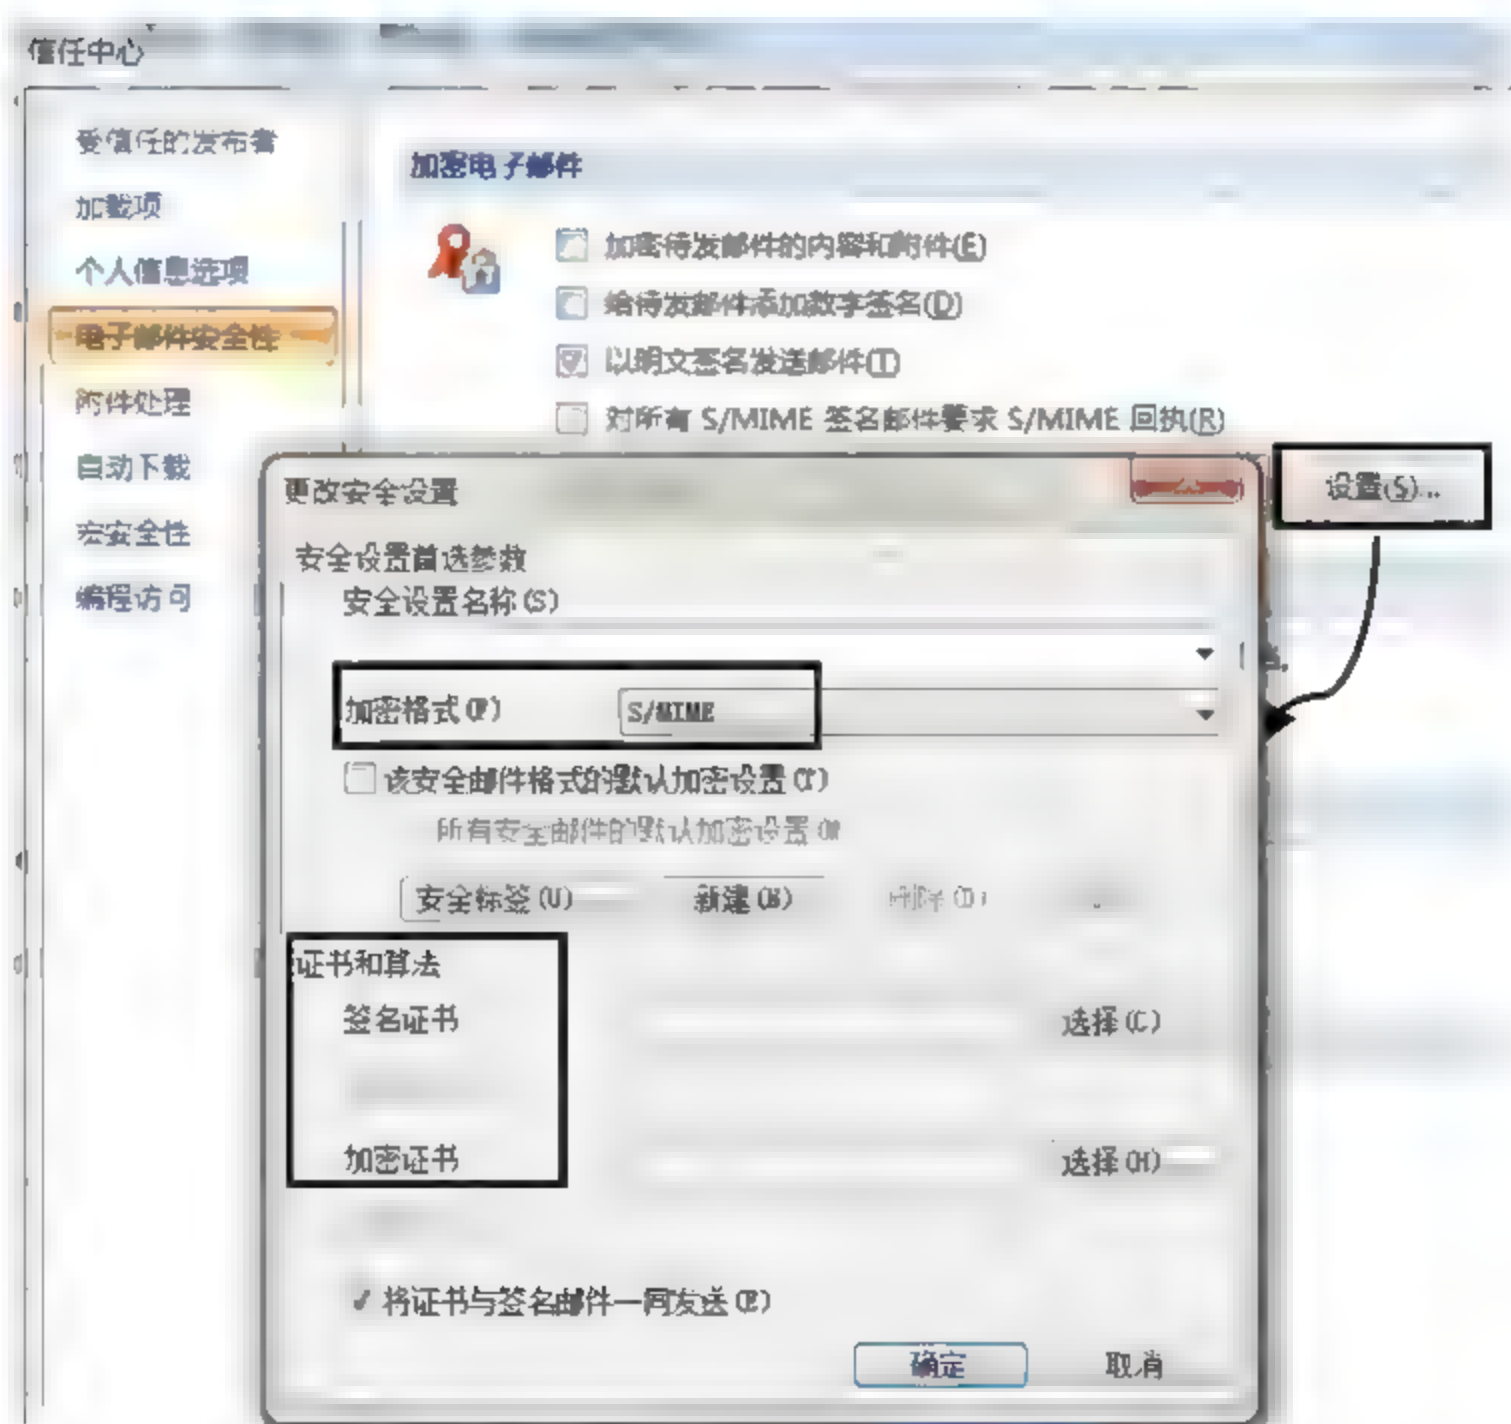 信任中心
受信任的发布者
加载项
个人信息选项
电子邮件安全性
附件处理
自动下载
宏安全性
编程访问
加密电子邮件
加密待发邮件的内容和附件(E)
给待发邮件添加数字签名(D)
以明文签名发送邮件(T)
对所有 S/MIME 签名邮件要求 S/MIME 回执(R)
设置(S)...
更改安全设置
安全设置首选参数
安全设置名称(S)
加密格式(F) S/MIME
该安全邮件格式的默认加密设置(T)
所有安全邮件的默认加密设置
安全标签(U) 新建(N) 删除(D)
证书和算法
签名证书 选择(C)
加密证书 选择(H)
将证书与签名邮件一同发送(E)
确定 取消